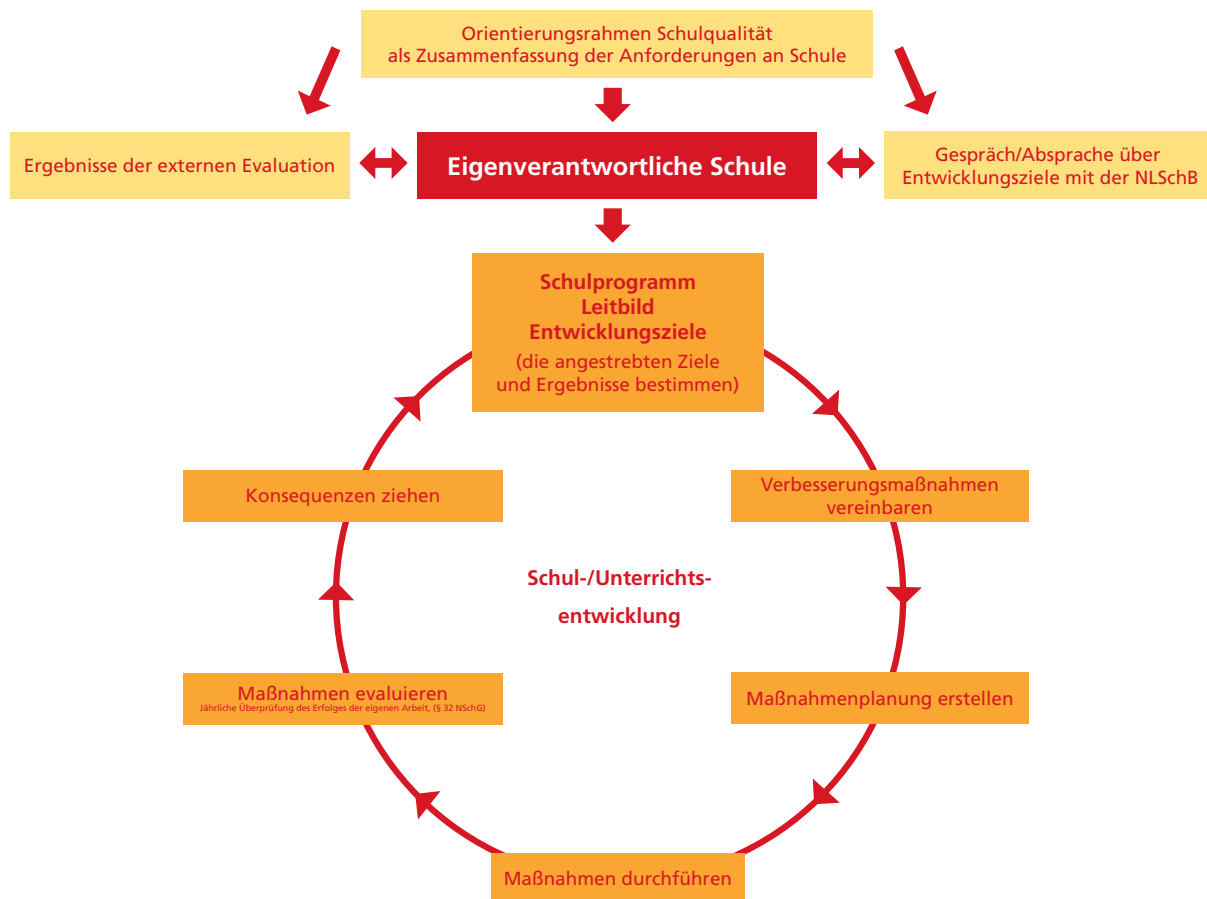 Orientierungsrahmen Schulqualität
als Zusammenfassung der Anforderungen an Schule
Ergebnisse der externen Evaluation
Eigenverantwortliche Schule
Gespräch/Absprache über
Entwicklungsziele mit der NLSchB
Schulprogramm
Leitbild
Entwicklungsziele
(die angestrebten Ziele
und Ergebnisse bestimmen)
Konsequenzen ziehen
Verbesserungsmaßnahmen
vereinbaren
Schul-/Unterrichts-
entwicklung
Maßnahmen evaluieren
Jährliche Überprüfung des Erfolges der eigenen Arbeit, (§ 32 NSchG)
Maßnahmenplanung erstellen
Maßnahmen durchführen